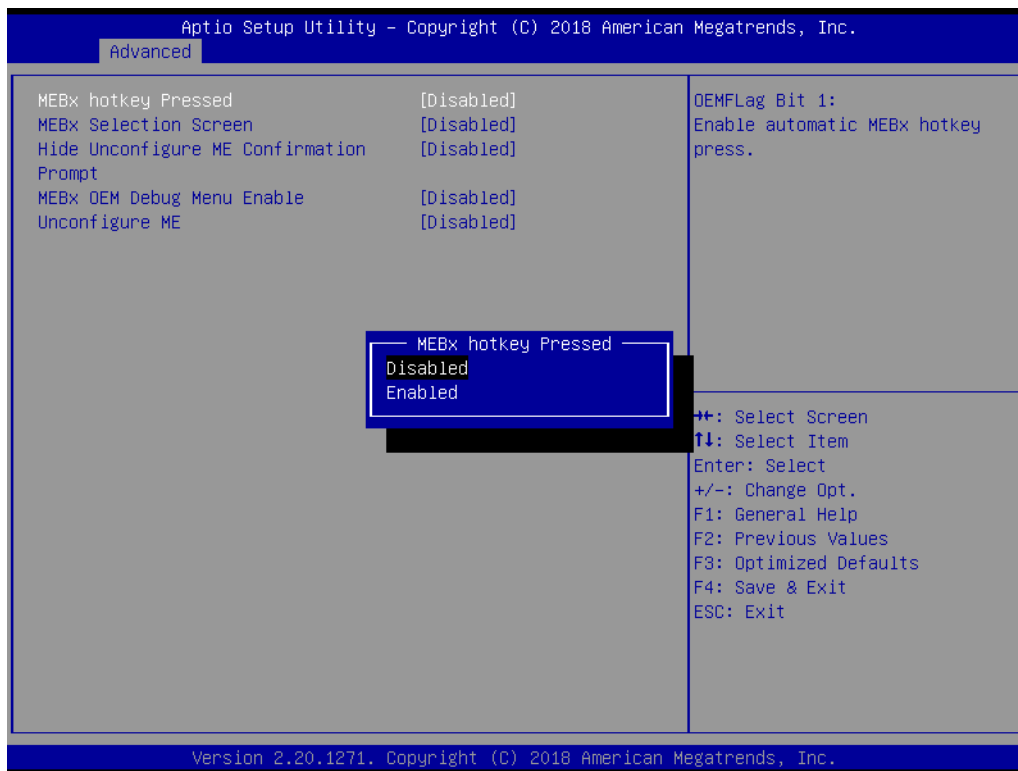 Aptio Setup Utility – Copyright (C) 2018 American Megatrends, Inc.
Advanced
MEBx hotkey Pressed [Disabled]
MEBx Selection Screen [Disabled]
Hide Unconfigure ME Confirmation [Disabled]
Prompt
MEBx OEM Debug Menu Enable [Disabled]
Unconfigure ME [Disabled]
OEMFLag Bit 1:
Enable automatic MEBx hotkey
press.
MEBx hotkey Pressed
Disabled
Enabled
→←: Select Screen
↑↓: Select Item
Enter: Select
+/-: Change Opt.
F1: General Help
F2: Previous Values
F3: Optimized Defaults
F4: Save & Exit
ESC: Exit
Version 2.20.1271. Copyright (C) 2018 American Megatrends, Inc.